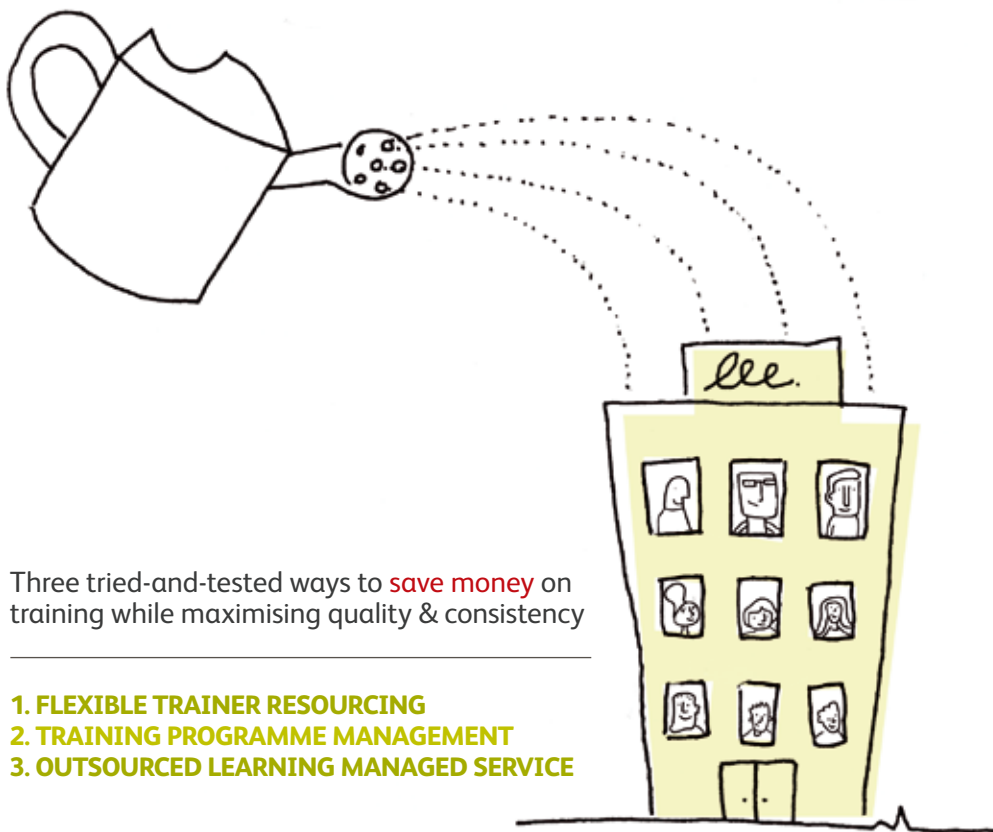 Three tried-and-tested ways to save money on
training while maximising quality & consistency
1. FLEXIBLE TRAINER RESOURCING
2. TRAINING PROGRAMME MANAGEMENT
3. OUTSOURCED LEARNING MANAGED SERVICE